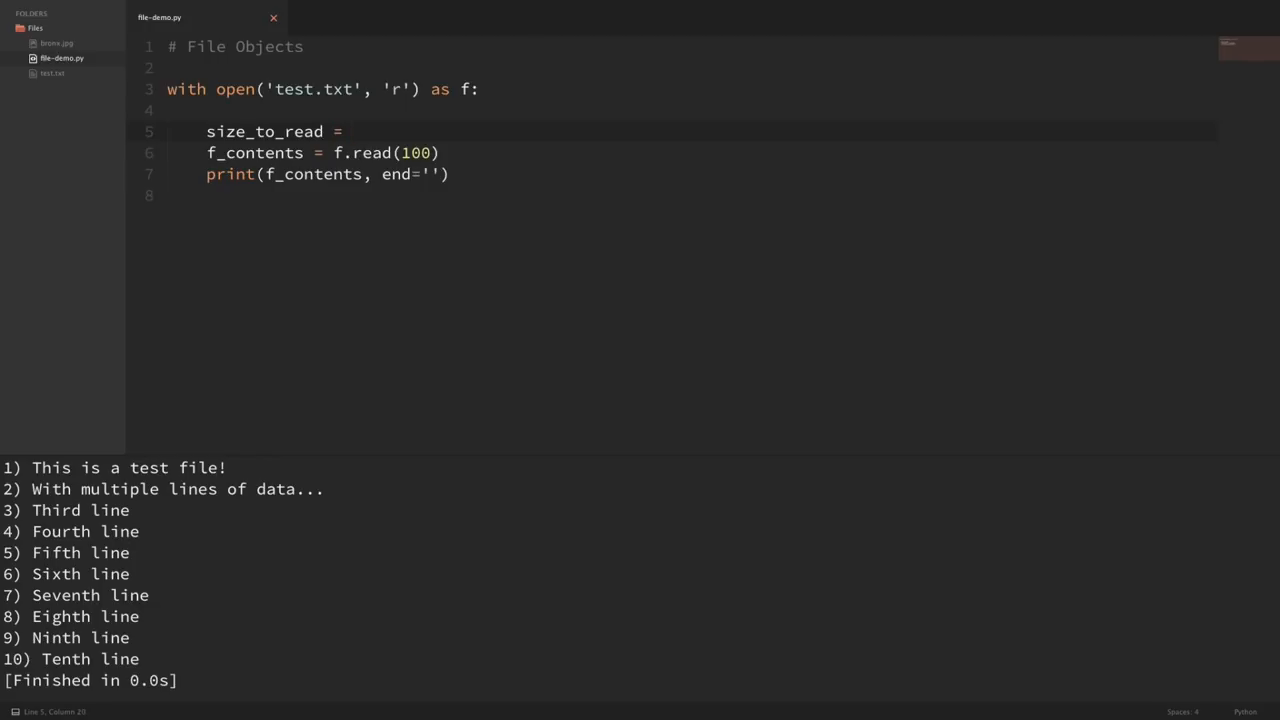 FOLDERS
Files
bronx.jpg
file-demo.py
test.txt
file-demo.py
1 # File Objects
2
3 with open('test.txt', 'r') as f:
4
5     size_to_read =
6     f_contents = f.read(100)
7     print(f_contents, end='')
8
1) This is a test file!
2) With multiple lines of data...
3) Third line
4) Fourth line
5) Fifth line
6) Sixth line
7) Seventh line
8) Eighth line
9) Ninth line
10) Tenth line
[Finished in 0.0s]
Line 5, Column 20
Spaces: 4
Python